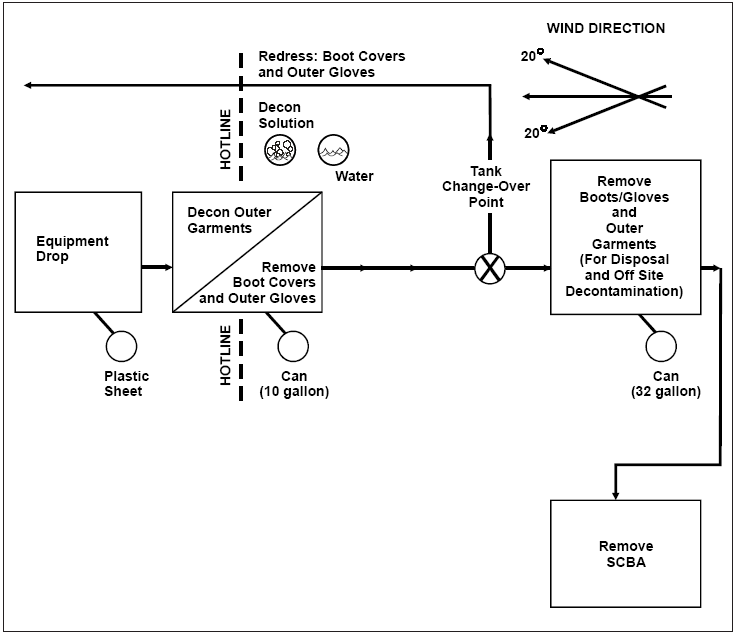 WIND DIRECTION
20°
20°
Redress: Boot Covers
and Outer Gloves
HOTLINE
Decon
Solution
Water
Tank
Change-Over
Point
Equipment
Drop
Decon Outer
Garments
Remove
Boot Covers
and Outer Gloves
X
Remove
Boots/Gloves
and
Outer
Garments
(For Disposal
and Off Site
Decontamination)
Plastic
Sheet
HOTLINE
Can
(10 gallon)
Can
(32 gallon)
Remove
SCBA